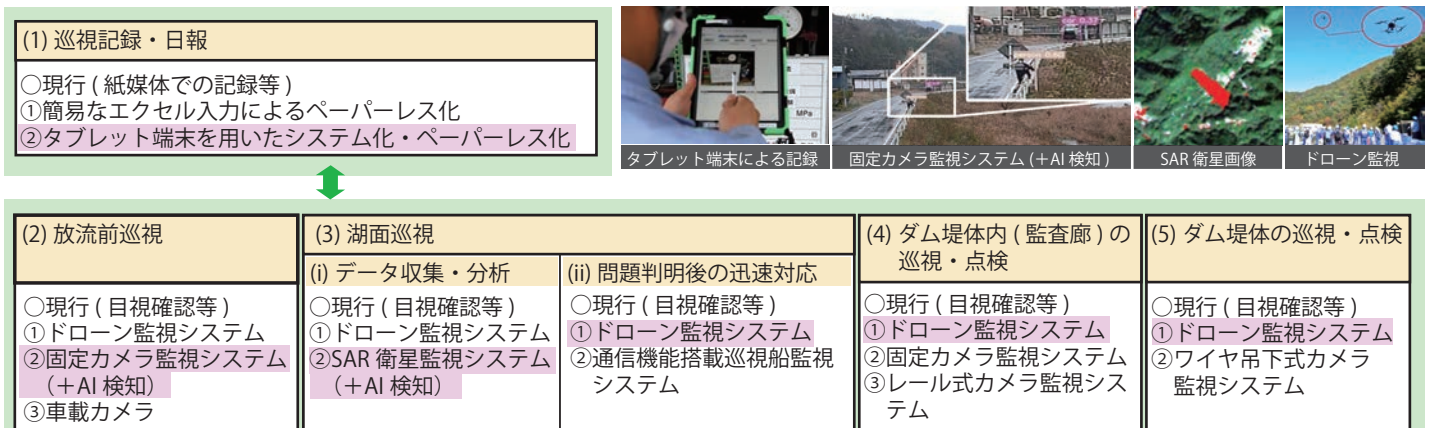 (1) 巡視記録・日報
○現行 ( 紙媒体での記録等 )
①簡易なエクセル入力によるペーパーレス化
②タブレット端末を用いたシステム化・ペーパーレス化
MPa
タブレット端末による記録
car 0.37
固定カメラ監視システム (+AI 検知 )
SAR 衛星画像
ドローン監視
(2) 放流前巡視
○現行 ( 目視確認等 )
①ドローン監視システム
②固定カメラ監視システム
（＋AI 検知）
③車載カメラ
(3) 湖面巡視
(i) データ収集・分析
○現行 ( 目視確認等 )
①ドローン監視システム
②SAR 衛星監視システム
（＋AI 検知）
(ii) 問題判明後の迅速対応
○現行 ( 目視確認等 )
①ドローン監視システム
②通信機能搭載巡視船監視
システム
(4) ダム堤体内 ( 監査廊 ) の
巡視・点検
○現行 ( 目視確認等 )
①ドローン監視システム
②固定カメラ監視システム
③レール式カメラ監視シス
テム
(5) ダム堤体の巡視・点検
○現行 ( 目視確認等 )
①ドローン監視システム
②ワイヤ吊下式カメラ
監視システム